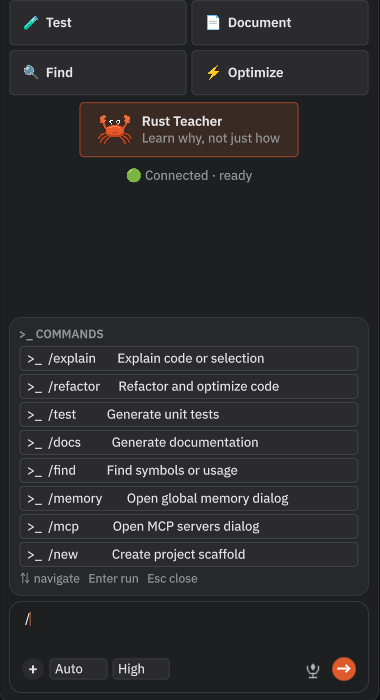 Test
Document
Find
Optimize
Rust Teacher
Learn why, not just how
Connected · ready
>_ COMMANDS
>_ /explain Explain code or selection
>_ /refactor Refactor and optimize code
>_ /test Generate unit tests
>_ /docs Generate documentation
>_ /find Find symbols or usage
>_ /memory Open global memory dialog
>_ /mcp Open MCP servers dialog
>_ /new Create project scaffold
⇅ navigate Enter run Esc close
/
+ Auto High